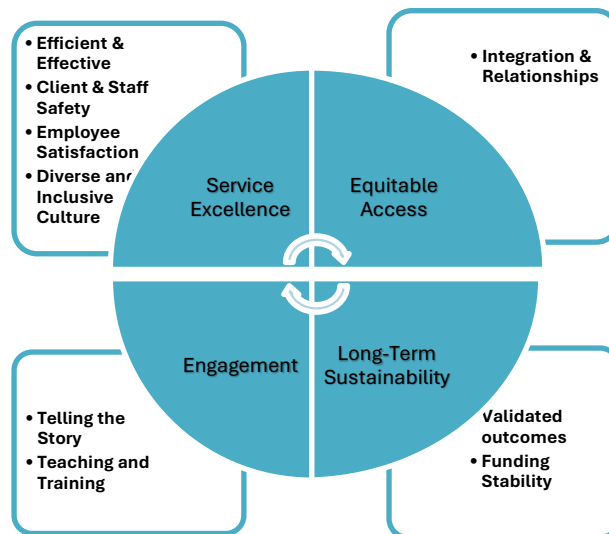 • Efficient &
Effective
• Client & Staff
Safety
• Employee
Satisfaction
• Diverse and
Inclusive
Culture
• Integration &
Relationships
Service
Excellence
Equitable
Access
Engagement
Long-Term
Sustainability
• Telling the
Story
• Teaching and
Training
Validated
outcomes
• Funding
Stability